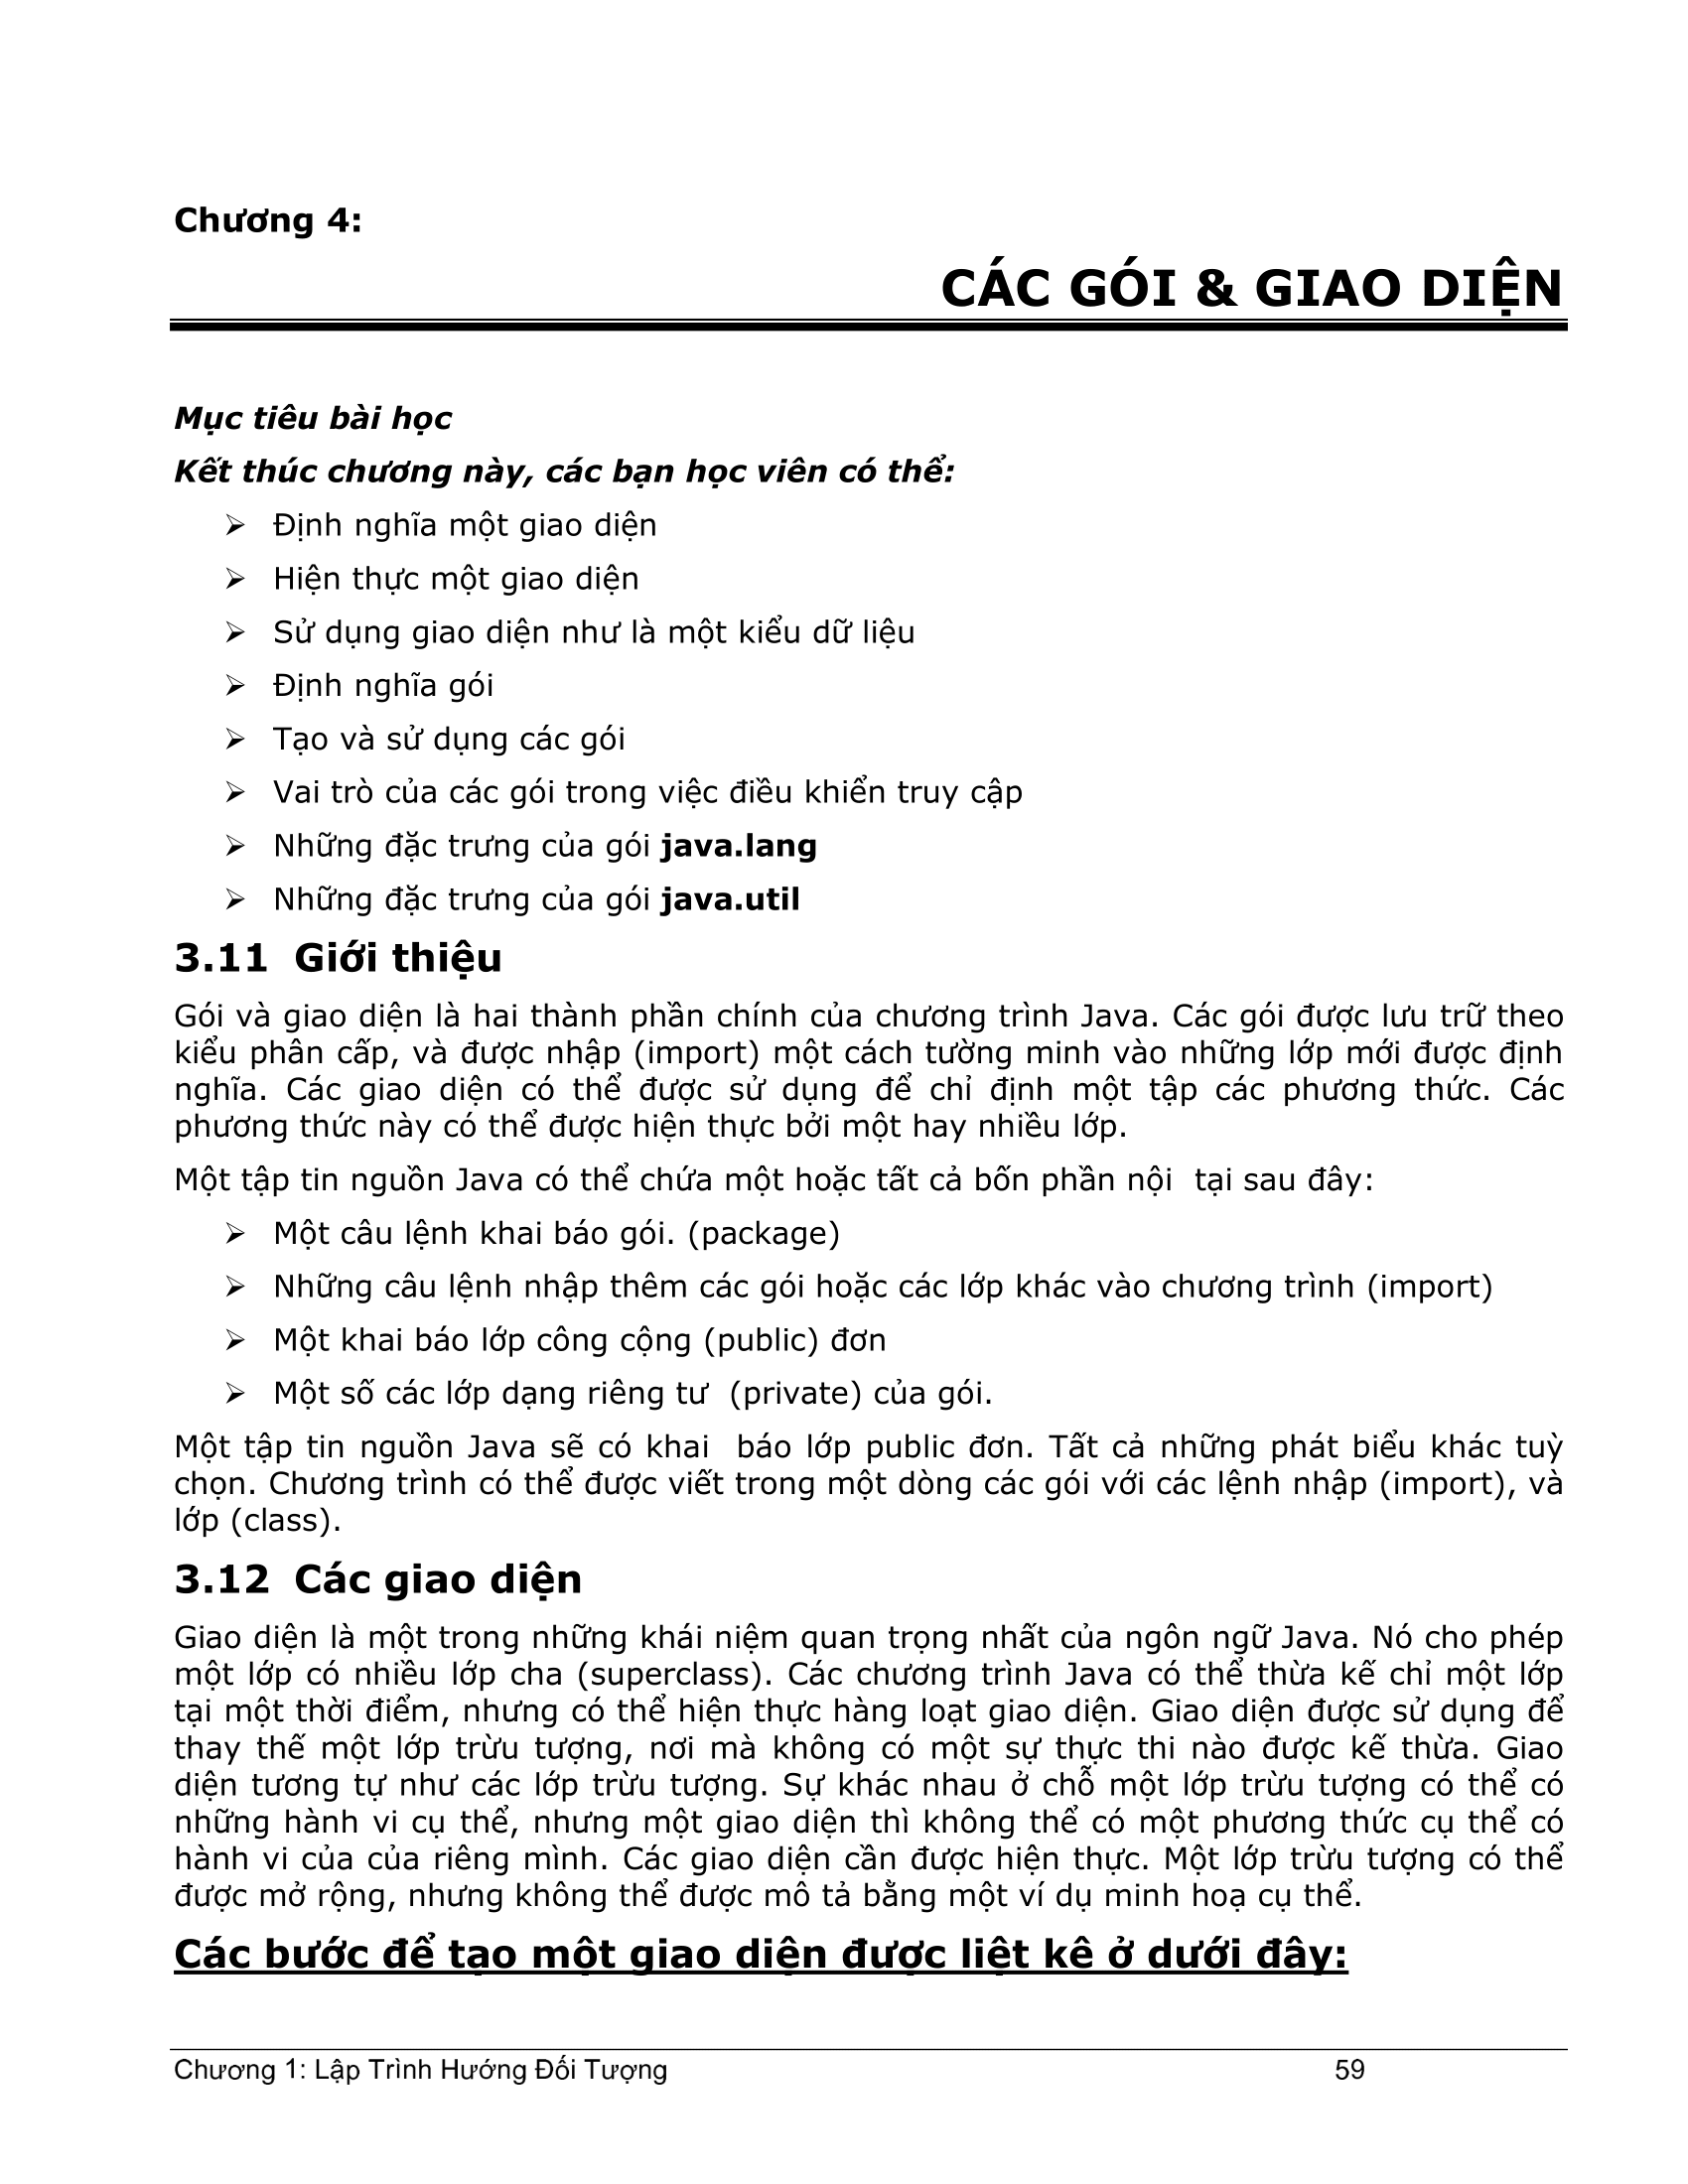 Chương 4:
CÁC GÓI & GIAO DIỆN
Mục tiêu bài học
Kết thúc chương này, các bạn học viên có thể:
➢ Định nghĩa một giao diện
➢ Hiện thực một giao diện
➢ Sử dụng giao diện như là một kiểu dữ liệu
➢ Định nghĩa gói
➢ Tạo và sử dụng các gói
➢ Vai trò của các gói trong việc điều khiển truy cập
➢ Những đặc trưng của gói java.lang
➢ Những đặc trưng của gói java.util
3.11 Giới thiệu
Gói và giao diện là hai thành phần chính của chương trình Java. Các gói được lưu trữ theo
kiểu phân cấp, và được nhập (import) một cách tường minh vào những lớp mới được định
nghĩa. Các giao diện có thể được sử dụng để chỉ định một tập các phương thức. Các
phương thức này có thể được hiện thực bởi một hay nhiều lớp.
Một tập tin nguồn Java có thể chứa một hoặc tất cả bốn phần nội  tại sau đây:
➢ Một câu lệnh khai báo gói. (package)
➢ Những câu lệnh nhập thêm các gói hoặc các lớp khác vào chương trình (import)
➢ Một khai báo lớp công cộng (public) đơn
➢ Một số các lớp dạng riêng tư  (private) của gói.
Một tập tin nguồn Java sẽ có khai  báo lớp public đơn. Tất cả những phát biểu khác tuỳ
chọn. Chương trình có thể được viết trong một dòng các gói với các lệnh nhập (import), và
lớp (class).
3.12 Các giao diện
Giao diện là một trong những khái niệm quan trọng nhất của ngôn ngữ Java. Nó cho phép
một lớp có nhiều lớp cha (superclass). Các chương trình Java có thể thừa kế chỉ một lớp
tại một thời điểm, nhưng có thể hiện thực hàng loạt giao diện. Giao diện được sử dụng để
thay thế một lớp trừu tượng, nơi mà không có một sự thực thi nào được kế thừa. Giao
diện tương tự như các lớp trừu tượng. Sự khác nhau ở chỗ một lớp trừu tượng có thể có
những hành vi cụ thể, nhưng một giao diện thì không thể có một phương thức cụ thể có
hành vi của của riêng mình. Các giao diện cần được hiện thực. Một lớp trừu tượng có thể
được mở rộng, nhưng không thể được mô tả bằng một ví dụ minh hoạ cụ thể.
Các bước để tạo một giao diện được liệt kê ở dưới đây:
Chương 1: Lập Trình Hướng Đối Tượng 59